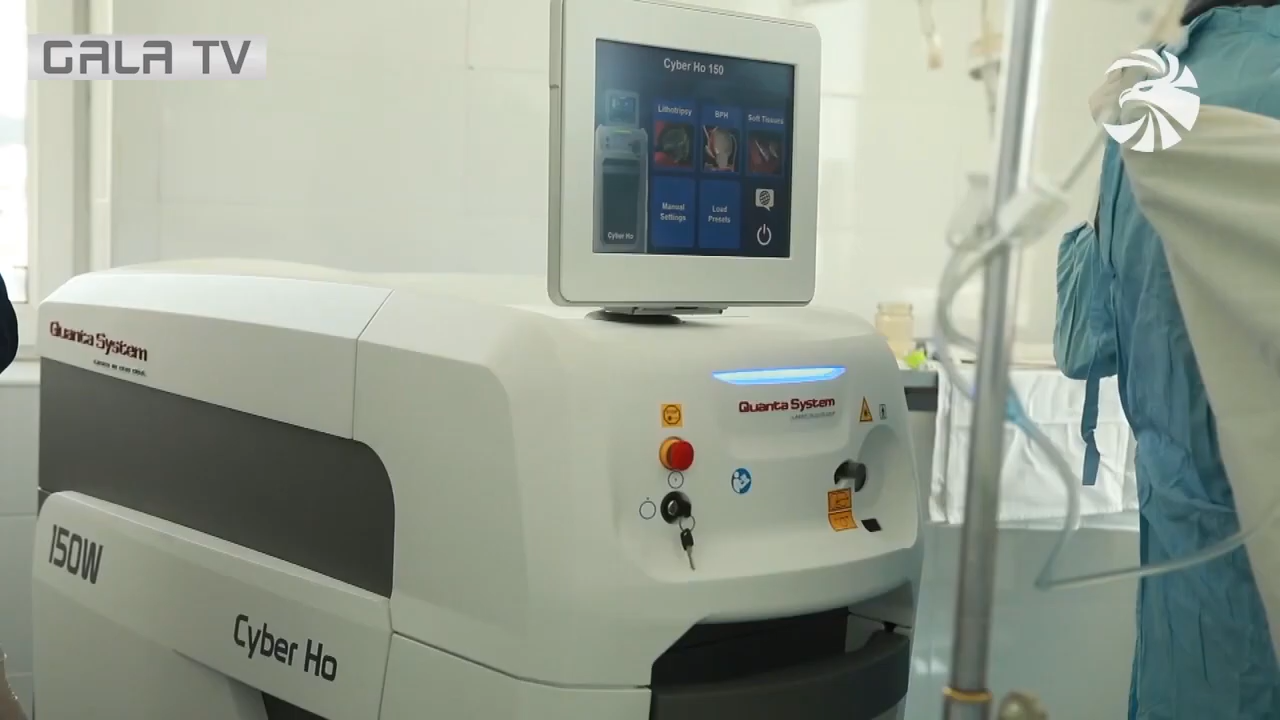 GALA TV
Cyber Ho 150
Lithotripsy
BPH
Soft Tissues
Manual
Settings
Load
Presets
Cyber Ho
Quanta System
Quanta System
150W
Cyber Ho